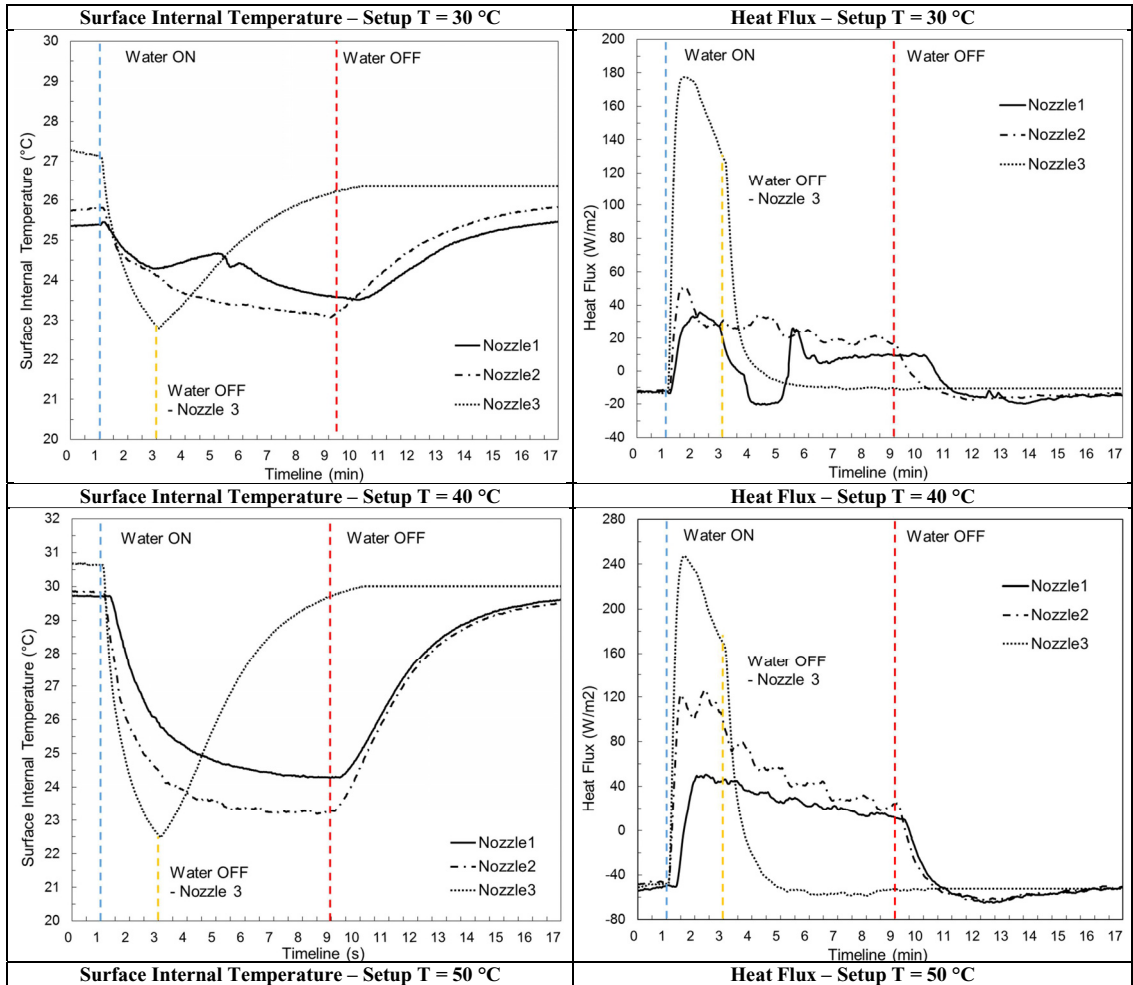 Surface Internal Temperature – Setup T = 30 °C
Heat Flux – Setup T = 30 °C
30
29
28
27
26
25
24
23
22
21
20
Surface Internal Temperature (°C)
Water ON
Water OFF
Water OFF
- Nozzle 3
Nozzle1
Nozzle2
Nozzle3
0 1 2 3 4 5 6 7 8 9 10 11 12 13 14 15 16 17
Timeline (min)
200
180
160
140
120
100
80
60
40
20
0
-20
-40
Heat Flux (W/m2)
Water ON
Water OFF
Water OFF
- Nozzle 3
Nozzle1
Nozzle2
Nozzle3
0 1 2 3 4 5 6 7 8 9 10 11 12 13 14 15 16 17
Timeline (min)
Surface Internal Temperature – Setup T = 40 °C
Heat Flux – Setup T = 40 °C
32
31
30
29
28
27
26
25
24
23
22
21
20
Surface Internal Temperature (°C)
Water ON
Water OFF
Water OFF
- Nozzle 3
Nozzle1
Nozzle2
Nozzle3
0 1 2 3 4 5 6 7 8 9 10 11 12 13 14 15 16 17
Timeline (s)
280
240
200
160
120
80
40
0
-40
-80
Heat Flux (W/m2)
Water ON
Water OFF
Water OFF
- Nozzle 3
Nozzle1
Nozzle2
Nozzle3
0 1 2 3 4 5 6 7 8 9 10 11 12 13 14 15 16 17
Timeline (min)
Surface Internal Temperature – Setup T = 50 °C
Heat Flux – Setup T = 50 °C